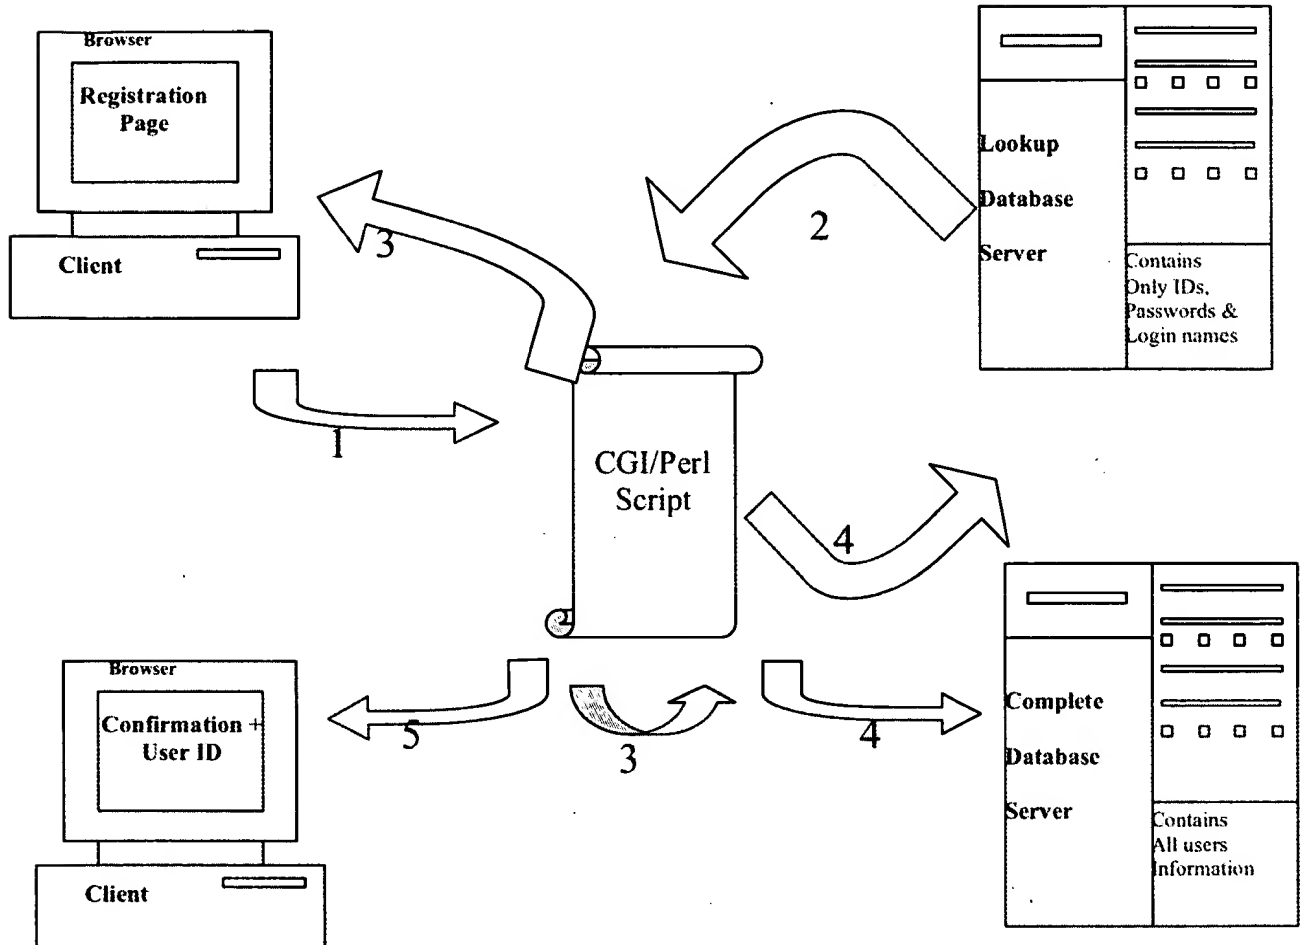 Browser
Registration
Page
Client
Lookup
Database
Server
Contains
Only IDs,
Passwords &
Login names
2
3
1
CGI/Perl
Script
4
Browser
Confirmation +
User ID
Client
5
3
4
Complete
Database
Server
Contains
All users
Information